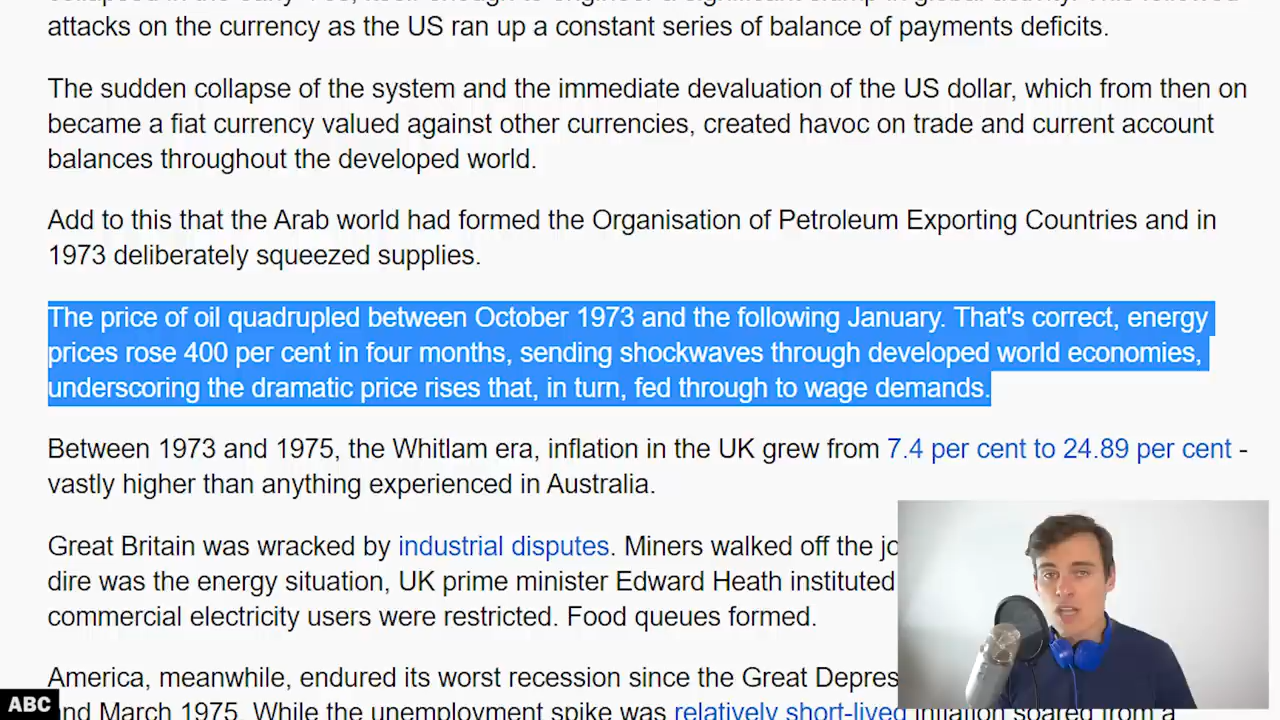 attacks on the currency as the US ran up a constant series of balance of payments deficits.
The sudden collapse of the system and the immediate devaluation of the US dollar, which from then on
became a fiat currency valued against other currencies, created havoc on trade and current account
balances throughout the developed world.
Add to this that the Arab world had formed the Organisation of Petroleum Exporting Countries and in
1973 deliberately squeezed supplies.
The price of oil quadrupled between October 1973 and the following January. That's correct, energy
prices rose 400 per cent in four months, sending shockwaves through developed world economies,
underscoring the dramatic price rises that, in turn, fed through to wage demands.
Between 1973 and 1975, the Whitlam era, inflation in the UK grew from 7.4 per cent to 24.89 per cent -
vastly higher than anything experienced in Australia.
Great Britain was wracked by industrial disputes. Miners walked off the
dire was the energy situation, UK prime minister Edward Heath instituted
commercial electricity users were restricted. Food queues formed.
America, meanwhile, endured its worst recession since the Great
ABC
March 1975. While the unemployment spike was relatively short-lived inflation soared from a